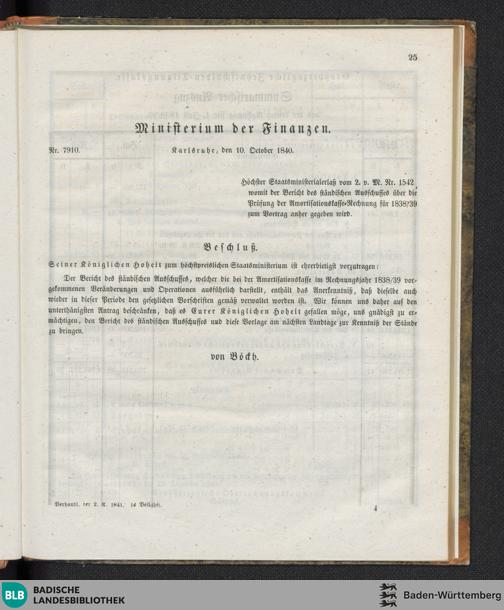 25
Ministerium der Finanzen.
Nr. 7910. Karlsruhe, den 10. October 1840.
Höchster Staatsministerialerlaß vom 2. v. M. Nr. 1542
womit der Bericht des ständischen Ausschusses über die
Prüfung der Amortisationskasse-Rechnung für 1838/39
zum Vortrag anher gegeben wird.
Beschluß.
Seiner Königlichen Hoheit zum höchstpreislichen Staatsministerium ist ehrerbietigst vorzutragen:
Der Bericht des ständischen Ausschusses, welcher die bei der Amortisationskasse im Rechnungsjahr 1838/39 vor-
gekommenen Veränderungen und Operationen ausführlich darstellt, enthält das Anerkenntniß, daß dieselbe auch
wieder in dieser Periode den gesetzlichen Vorschriften gemäß verwaltet worden ist. Wir können uns daher auf den
unterthänigsten Antrag beschränken, daß es Eurer Königlichen Hoheit gefallen möge, uns gnädigst zu er-
mächtigen, den Bericht des ständischen Ausschusses und diese Vorlage am nächsten Landtage zur Kenntniß der Stände
zu bringen.
von Böckh.
Verhandl. der 2. K. 1841. 1s Beilghft. 4
BLB BADISCHE
LANDESBIBLIOTHEK
Baden-Württemberg